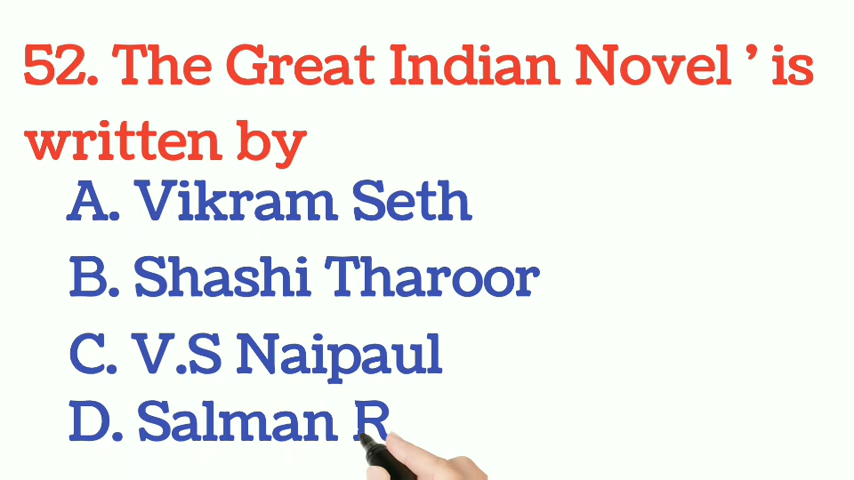 52. The Great Indian Novel ’ is
written by
A. Vikram Seth
B. Shashi Tharoor
C. V.S Naipaul
D. Salman R